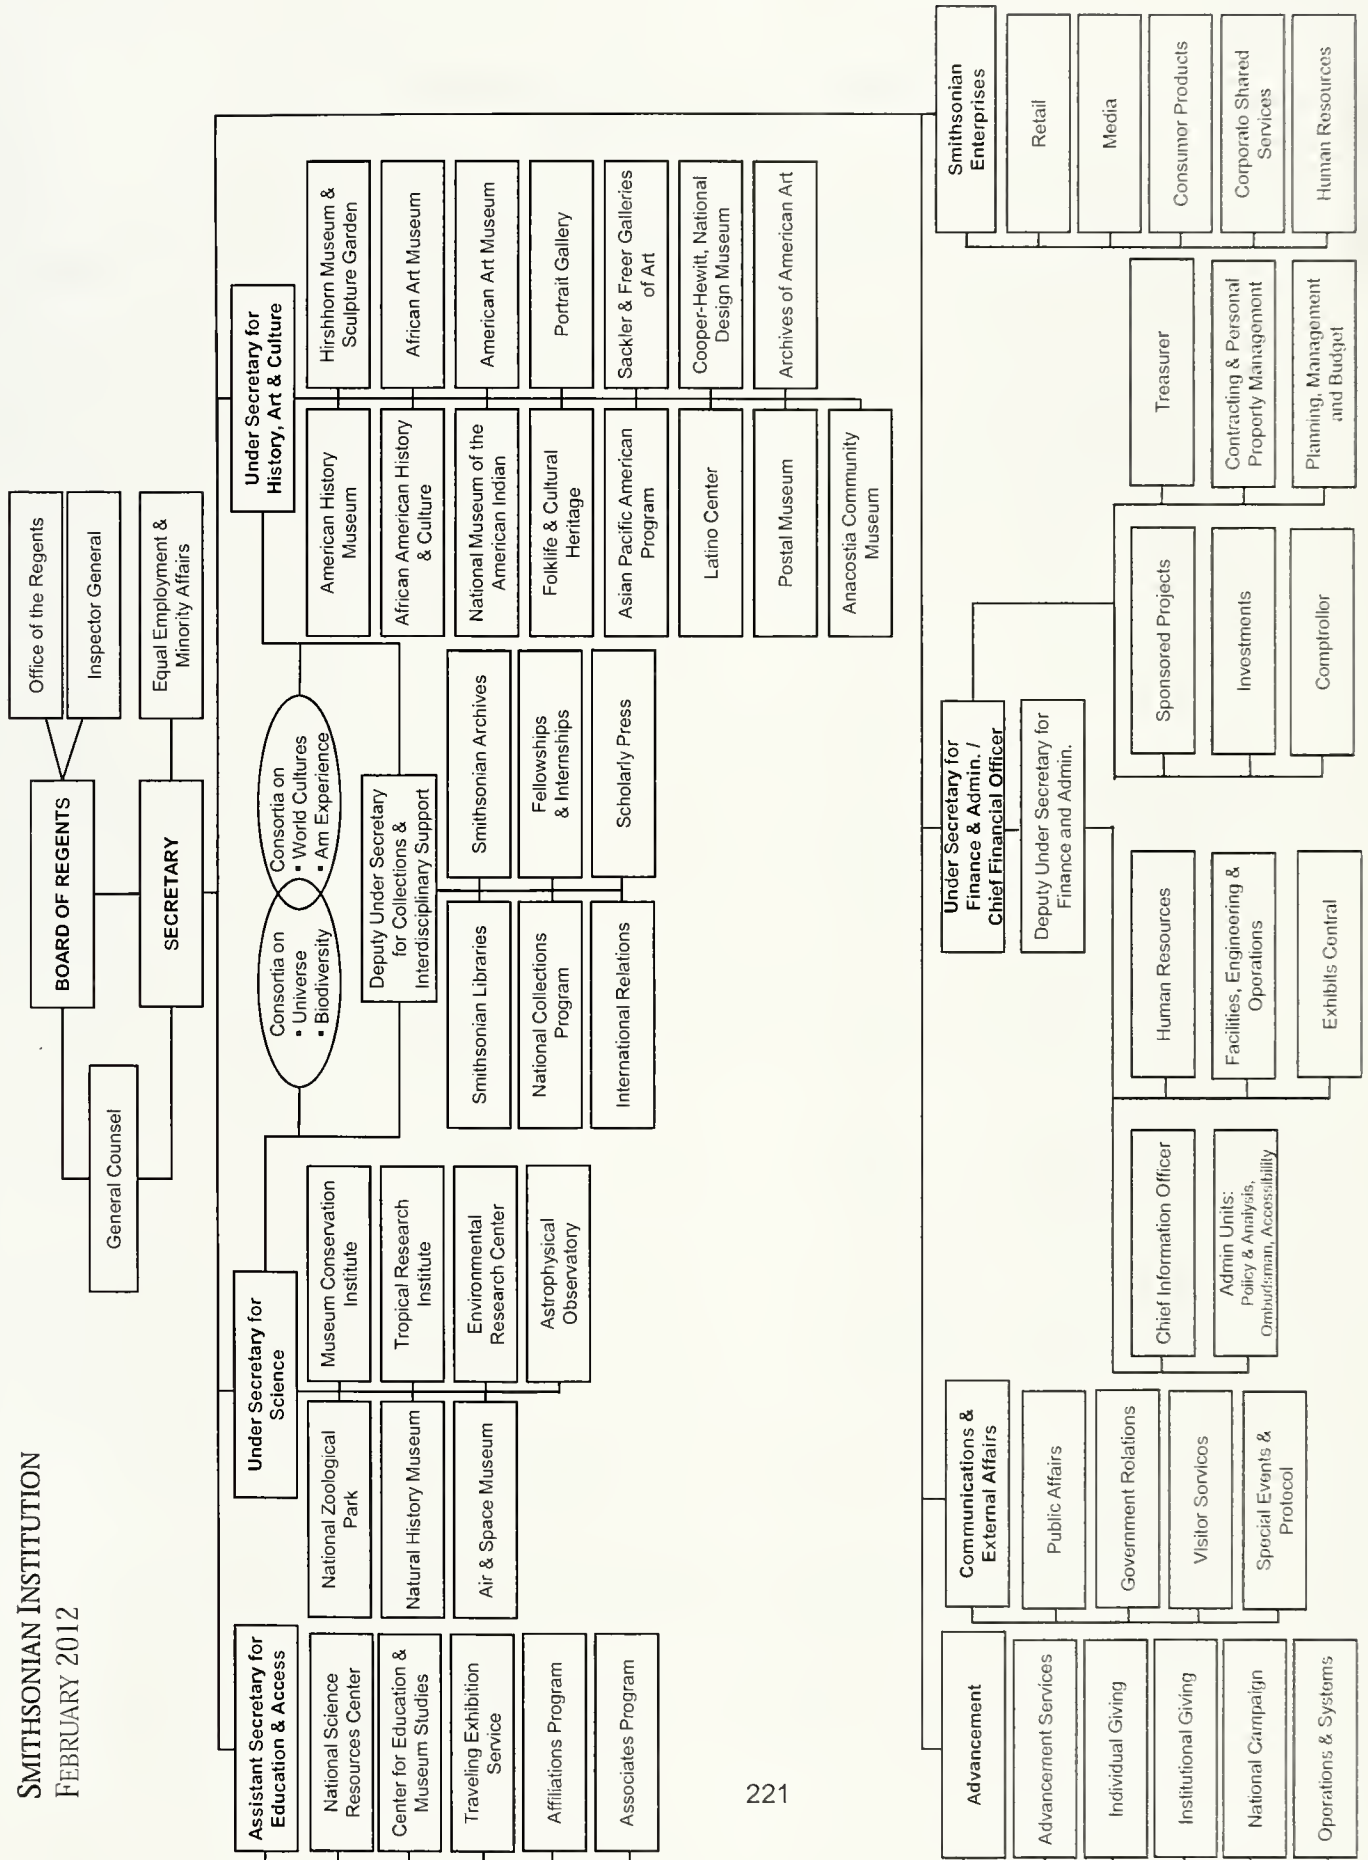 SMITHSONIAN INSTITUTION
FEBRUARY 2012
BOARD OF REGENTS
Office of the Regents
Inspector General
General Counsel
SECRETARY
Equal Employment &
Minority Affairs
Assistant Secretary for
Education & Access
National Science
Resources Center
Center for Education &
Museum Studies
Traveling Exhibition
Service
Affiliations Program
Associates Program
Under Secretary for
Science
National Zoological
Park
Museum Conservation
Institute
Natural History Museum
Tropical Research
Institute
Air & Space Museum
Environmental
Research Center
Astrophysical
Observatory
Consortia on
▪ Universe
▪ Biodiversity
Consortia on
▪ World Cultures
▪ Am Experience
Deputy Under Secretary
for Collections &
Interdisciplinary Support
Smithsonian Libraries
Smithsonian Archives
National Collections
Program
Fellowships
& Internships
International Relations
Scholarly Press
Under Secretary for
History, Art & Culture
American History
Museum
Hirshhorn Museum &
Sculpture Garden
African American History
& Culture
African Art Museum
National Museum of the
American Indian
American Art Museum
Folklife & Cultural
Heritage
Portrait Gallery
Asian Pacific American
Program
Sackler & Freer Galleries
of Art
Latino Center
Cooper-Hewitt, National
Design Museum
Postal Museum
Archives of American Art
Anacostia Community
Museum
Advancement
Advancement Services
Individual Giving
Institutional Giving
National Campaign
Operations & Systems
Communications &
External Affairs
Public Affairs
Government Relations
Visitor Services
Special Events &
Protocol
Under Secretary for
Finance & Admin. /
Chief Financial Officer
Deputy Under Secretary for
Finance and Admin.
Chief Information Officer
Admin Units:
Policy & Analysis,
Ombudsman, Accessibility
Human Resources
Facilities, Engineering &
Operations
Exhibits Central
Sponsored Projects
Investments
Comptroller
Treasurer
Contracting & Personal
Property Management
Planning, Management
and Budget
Smithsonian
Enterprises
Retail
Media
Consumer Products
Corporate Shared
Services
Human Resources
221